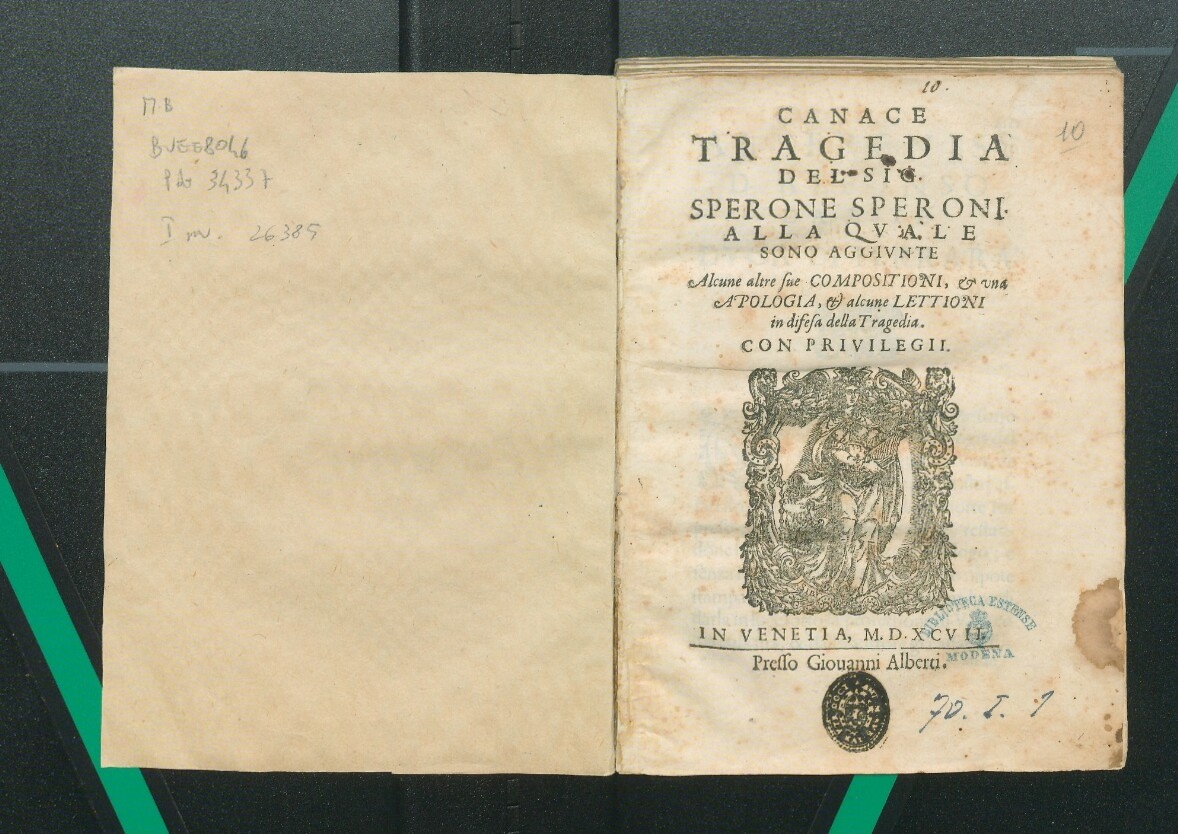 MB
BVEE8046
Pdo 34337
Inv. 26385
10.
10
CANACE
TRAGEDIA
DEL SIG.
SPERONE SPERONI.
ALLA QVALE
SONO AGGIVNTE
Alcune altre sue COMPOSITIONI, & vna
APOLOGIA, & alcune LETTIONI
in difesa della Tragedia.
CON PRIVILEGII.
IN VENETIA, M.D.XCVII.
Presso Giouanni Alberti.
BIBLIOTECA ESTENSE
MODENA
70. I. 1